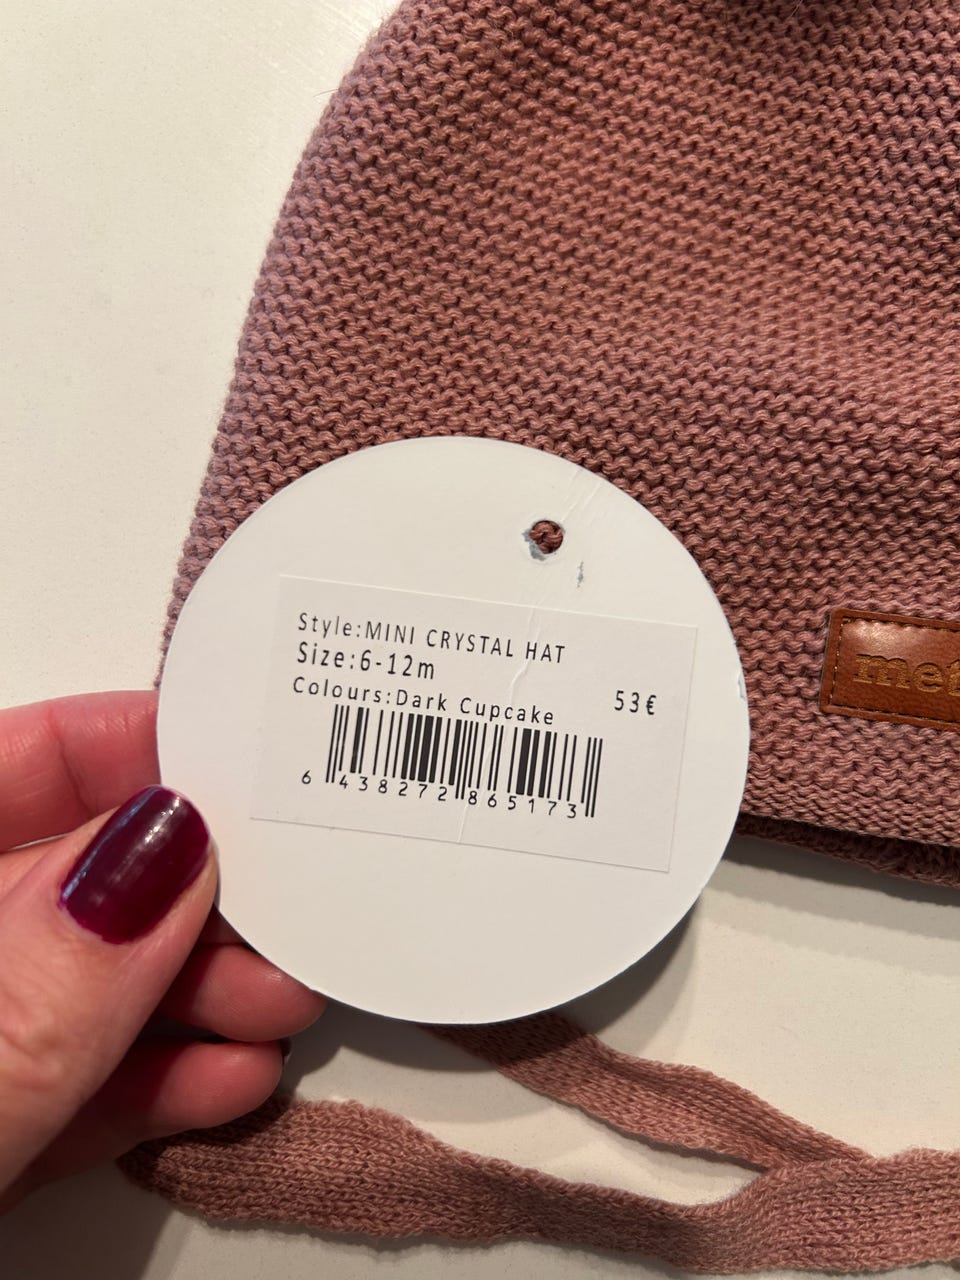 Style:MINI CRYSTAL HAT
Size:6-12m
Colours:Dark Cupcake
53€
6 438272 865173